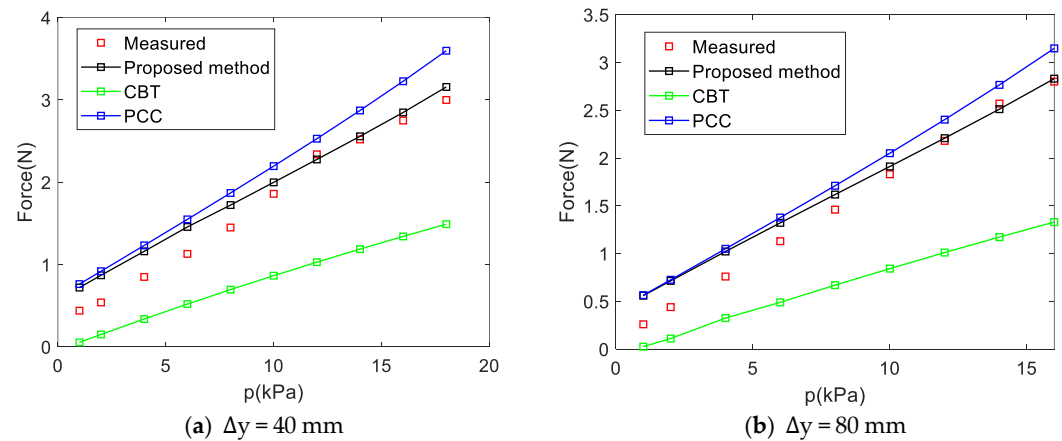 4
3
2
1
0
0
5
10
15
20
Force(N)
p(kPa)
Measured
Proposed method
CBT
PCC
(a) Δy = 40 mm
3.5
3
2.5
2
1.5
1
0.5
0
0
5
10
15
Force(N)
p(kPa)
Measured
Proposed method
CBT
PCC
(b) Δy = 80 mm